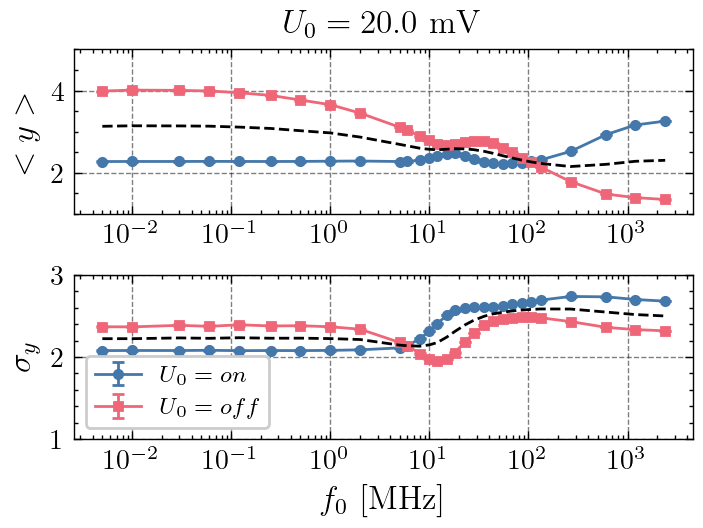 U₀ = 20.0 mV
< y >
4
2
10⁻² 10⁻¹ 10⁰ 10¹ 10² 10³
σ_y
3
2
1
U₀ = on
U₀ = off
10⁻² 10⁻¹ 10⁰ 10¹ 10² 10³
f₀ [MHz]